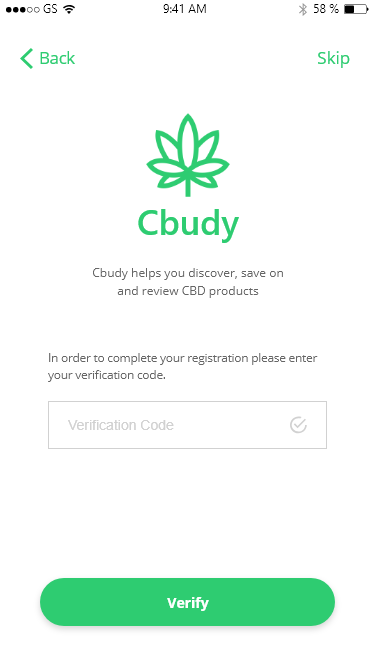 GS 9:41 AM 58 %
Back Skip
Cbudy
Cbudy helps you discover, save on
and review CBD products
In order to complete your registration please enter
your verification code.
Verification Code
Verify